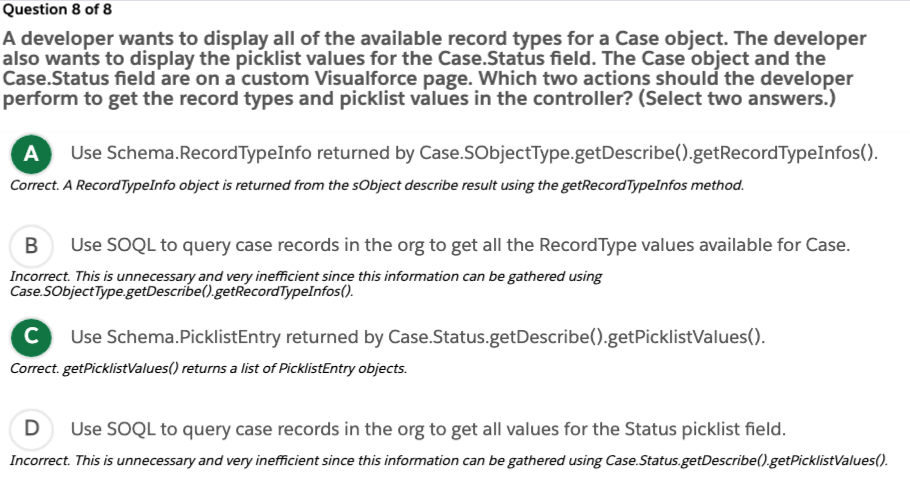 Question 8 of 8
A developer wants to display all of the available record types for a Case object. The developer
also wants to display the picklist values for the Case.Status field. The Case object and the
Case.Status field are on a custom Visualforce page. Which two actions should the developer
perform to get the record types and picklist values in the controller? (Select two answers.)
A Use Schema.RecordTypeInfo returned by Case.SObjectType.getDescribe().getRecordTypeInfos().
Correct. A RecordTypeInfo object is returned from the sObject describe result using the getRecordTypeInfos method.
B Use SOQL to query case records in the org to get all the RecordType values available for Case.
Incorrect. This is unnecessary and very inefficient since this information can be gathered using
Case.SObjectType.getDescribe().getRecordTypeInfos().
C Use Schema.PicklistEntry returned by Case.Status.getDescribe().getPicklistValues().
Correct. getPicklistValues() returns a list of PicklistEntry objects.
D Use SOQL to query case records in the org to get all values for the Status picklist field.
Incorrect. This is unnecessary and very inefficient since this information can be gathered using Case.Status.getDescribe().getPicklistValues().